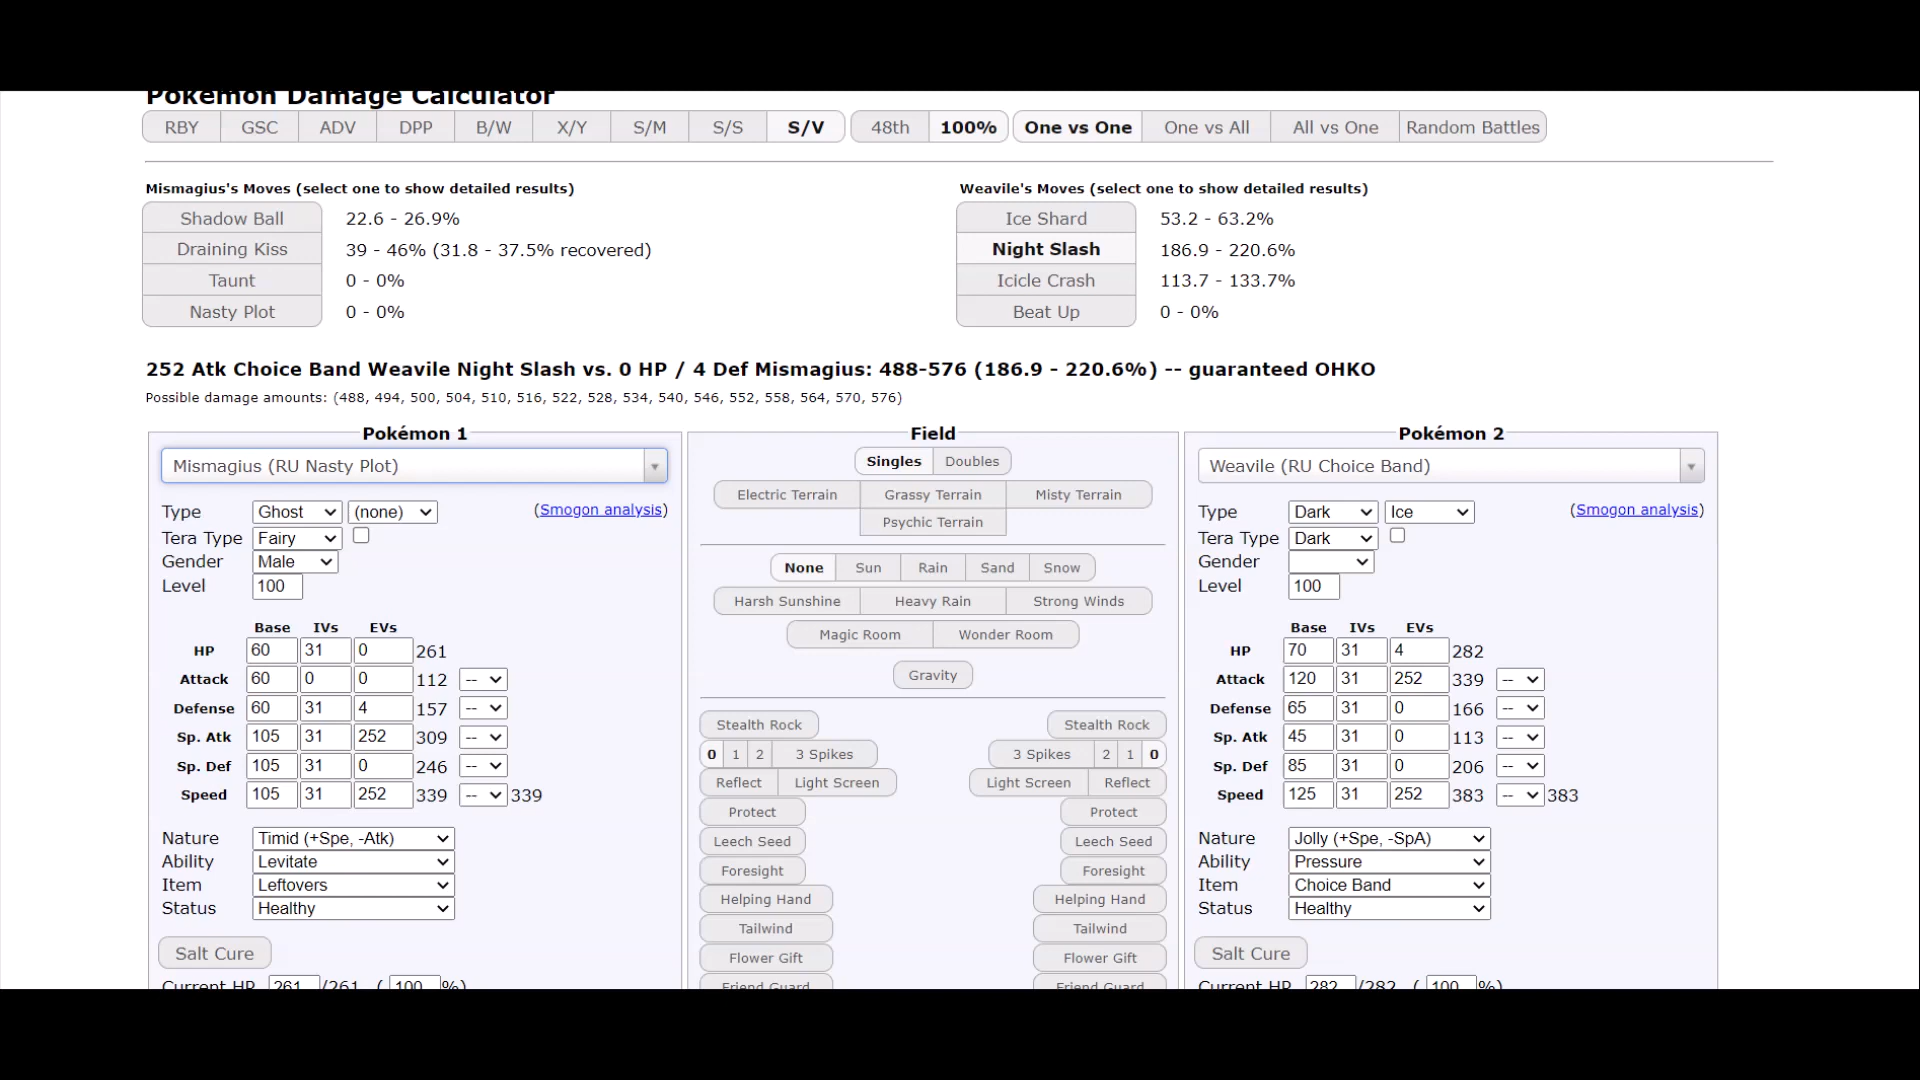 Pokémon Damage Calculator
RBY GSC ADV DPP B/W X/Y S/M S/S S/V 48th 100% One vs One One vs All All vs One Random Battles
Mismagius's Moves (select one to show detailed results)
Shadow Ball 22.6 - 26.9%
Draining Kiss 39 - 46% (31.8 - 37.5% recovered)
Taunt 0 - 0%
Nasty Plot 0 - 0%
Weavile's Moves (select one to show detailed results)
Ice Shard 53.2 - 63.2%
Night Slash 186.9 - 220.6%
Icicle Crash 113.7 - 133.7%
Beat Up 0 - 0%
252 Atk Choice Band Weavile Night Slash vs. 0 HP / 4 Def Mismagius: 488-576 (186.9 - 220.6%) -- guaranteed OHKO
Possible damage amounts: (488, 494, 500, 504, 510, 516, 522, 528, 534, 540, 546, 552, 558, 564, 570, 576)
Pokémon 1
Mismagius (RU Nasty Plot)
Type Ghost (none) (Smogon analysis)
Tera Type Fairy
Gender Male
Level 100
Base IVs EVs
HP 60 31 0 261
Attack 60 0 0 112 --
Defense 60 31 4 157 --
Sp. Atk 105 31 252 309 --
Sp. Def 105 31 0 246 --
Speed 105 31 252 339 -- 339
Nature Timid (+Spe, -Atk)
Ability Levitate
Item Leftovers
Status Healthy
Salt Cure
Current HP 261 /261 ( 100 %)
Field
Singles Doubles
Electric Terrain Grassy Terrain Misty Terrain
Psychic Terrain
None Sun Rain Sand Snow
Harsh Sunshine Heavy Rain Strong Winds
Magic Room Wonder Room
Gravity
Stealth Rock Stealth Rock
0 1 2 3 Spikes 3 Spikes 2 1 0
Reflect Light Screen Light Screen Reflect
Protect Protect
Leech Seed Leech Seed
Foresight Foresight
Helping Hand Helping Hand
Tailwind Tailwind
Flower Gift Flower Gift
Friend Guard Friend Guard
Pokémon 2
Weavile (RU Choice Band)
Type Dark Ice (Smogon analysis)
Tera Type Dark
Gender
Level 100
Base IVs EVs
HP 70 31 4 282
Attack 120 31 252 339 --
Defense 65 31 0 166 --
Sp. Atk 45 31 0 113 --
Sp. Def 85 31 0 206 --
Speed 125 31 252 383 -- 383
Nature Jolly (+Spe, -SpA)
Ability Pressure
Item Choice Band
Status Healthy
Salt Cure
Current HP 282 /282 ( 100 %)